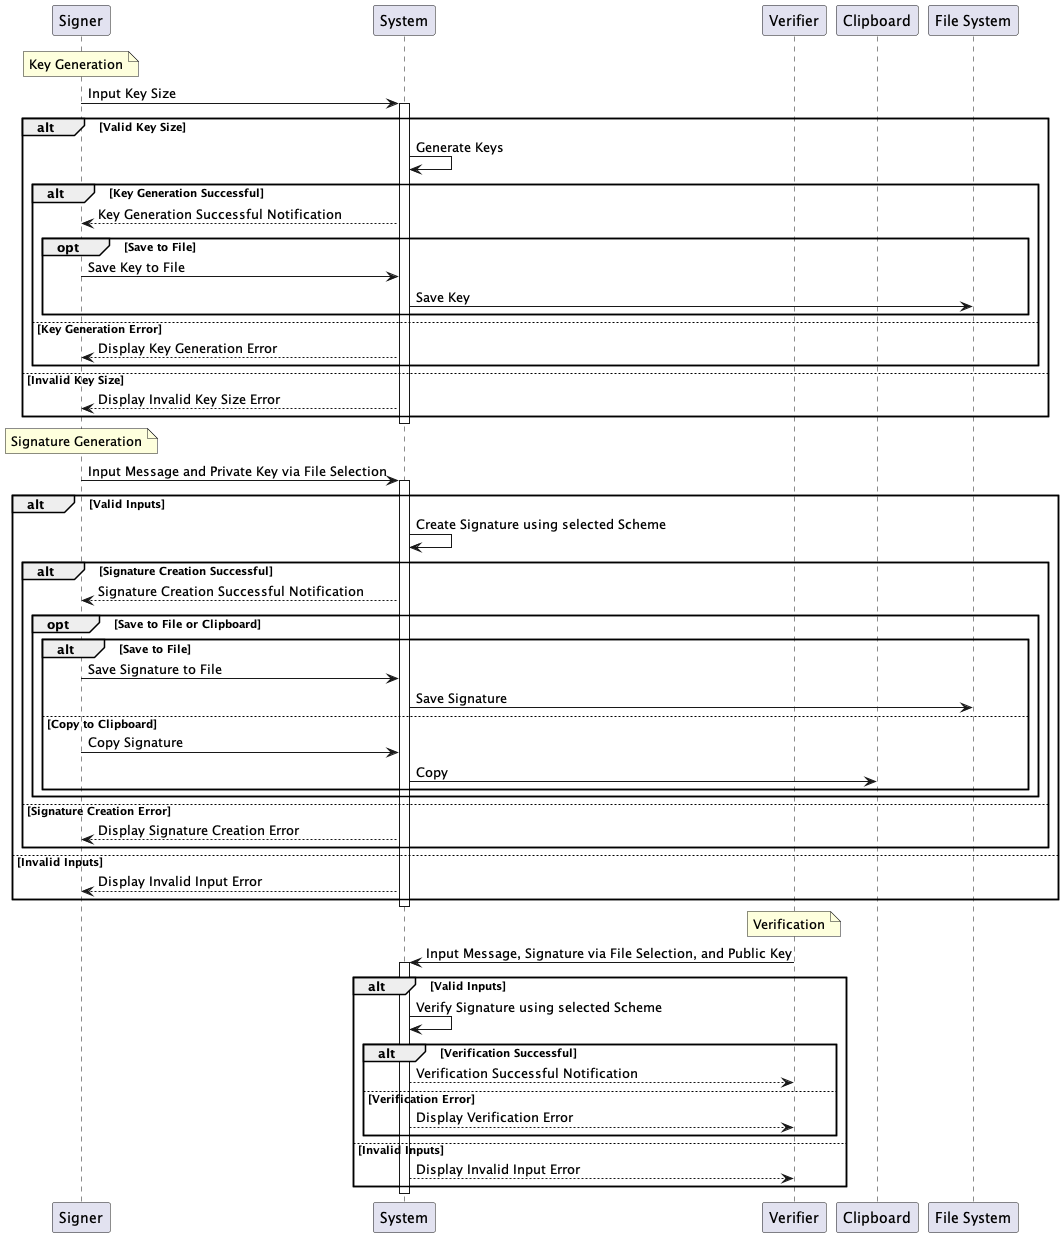 Signer System Verifier Clipboard File System
Key Generation
Input Key Size
alt [Valid Key Size]
Generate Keys
alt [Key Generation Successful]
Key Generation Successful Notification
opt [Save to File]
Save Key to File
Save Key
[Key Generation Error]
Display Key Generation Error
[Invalid Key Size]
Display Invalid Key Size Error
Signature Generation
Input Message and Private Key via File Selection
alt [Valid Inputs]
Create Signature using selected Scheme
alt [Signature Creation Successful]
Signature Creation Successful Notification
opt [Save to File or Clipboard]
alt [Save to File]
Save Signature to File
Save Signature
[Copy to Clipboard]
Copy Signature
Copy
[Signature Creation Error]
Display Signature Creation Error
[Invalid Inputs]
Display Invalid Input Error
Verification
Input Message, Signature via File Selection, and Public Key
alt [Valid Inputs]
Verify Signature using selected Scheme
alt [Verification Successful]
Verification Successful Notification
[Verification Error]
Display Verification Error
[Invalid Inputs]
Display Invalid Input Error
Signer System Verifier Clipboard File System